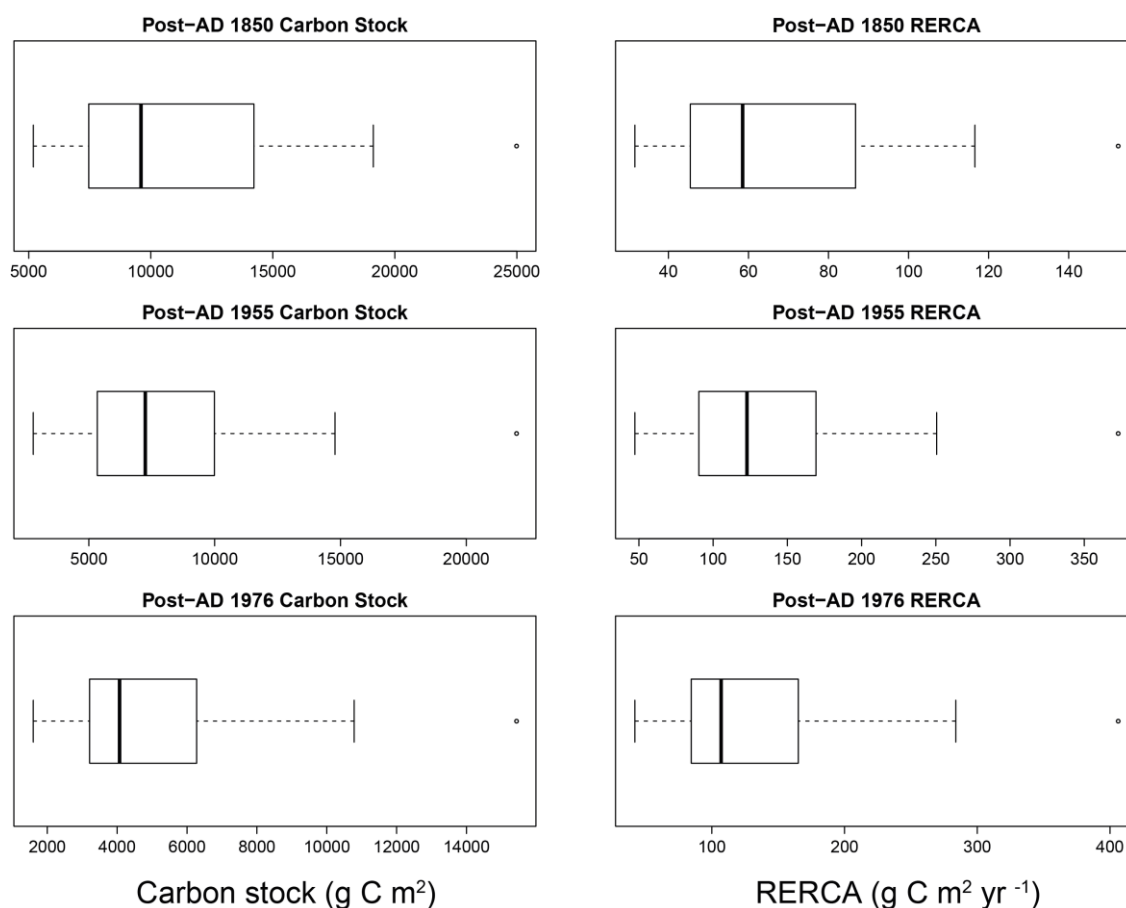 Post−AD 1850 Carbon Stock
5000 10000 15000 20000 25000
Post−AD 1850 RERCA
40 60 80 100 120 140
Post−AD 1955 Carbon Stock
5000 10000 15000 20000
Post−AD 1955 RERCA
50 100 150 200 250 300 350
Post−AD 1976 Carbon Stock
2000 4000 6000 8000 10000 12000 14000
Post−AD 1976 RERCA
100 200 300 400
Carbon stock (g C m²)
RERCA (g C m² yr ⁻¹)